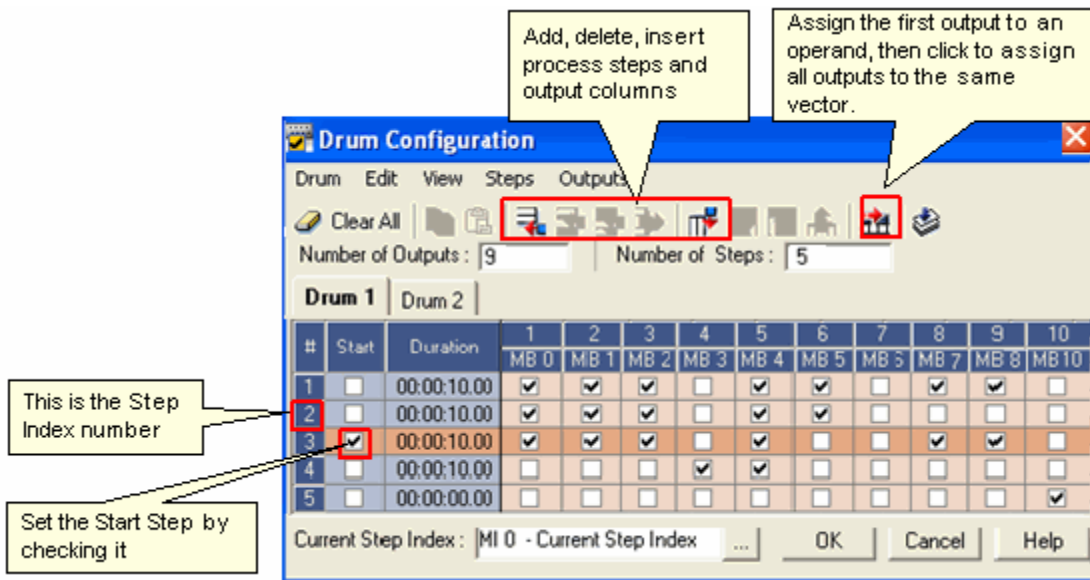 Add, delete, insert
process steps and
output columns
Assign the first output to an
operand, then click to assign
all outputs to the same
vector.
Drum Configuration
Drum Edit View Steps Outputs
Clear All
Number of Outputs : 9 Number of Steps : 5
Drum 1 Drum 2
# Start Duration 1 2 3 4 5 6 7 8 9 10
MB 0 MB 1 MB 2 MB 3 MB 4 MB 5 MB 7 MB 8 MB10
1 00:00:10.00
2 00:00:10.00
3 00:00:10.00
4 00:00:10.00
5 00:00:00.00
This is the Step
Index number
Set the Start Step by
checking it
Current Step Index : MI 0 - Current Step Index ... OK Cancel Help